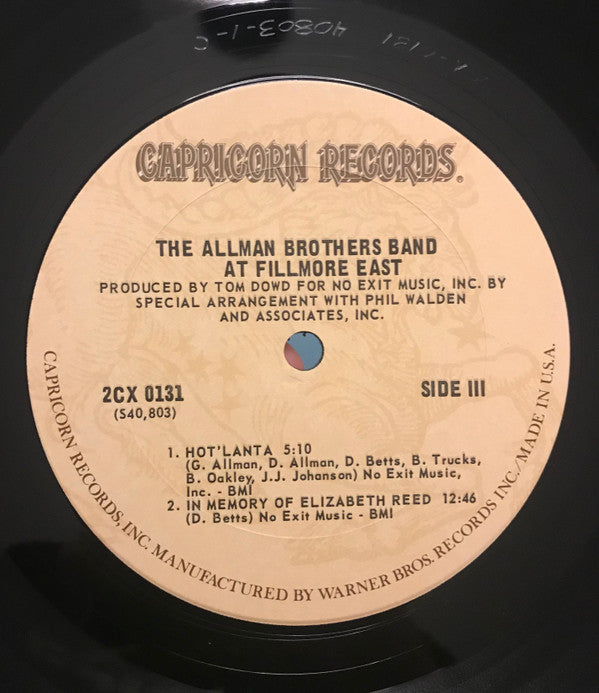 40803-1-C
CAPRICORN RECORDS.
THE ALLMAN BROTHERS BAND
AT FILLMORE EAST
PRODUCED BY TOM DOWD FOR NO EXIT MUSIC, INC. BY
SPECIAL ARRANGEMENT WITH PHIL WALDEN
AND ASSOCIATES, INC.
2CX 0131
(S40,803)
SIDE III
1. HOT'LANTA 5:10
(G. Allman, D. Allman, D. Betts, B. Trucks,
B. Oakley, J.J. Johanson) No Exit Music,
Inc. - BMI
2. IN MEMORY OF ELIZABETH REED 12:46
(D. Betts) No Exit Music - BMI
CAPRICORN RECORDS, INC. MANUFACTURED BY WARNER BROS. RECORDS INC./MADE IN U.S.A.